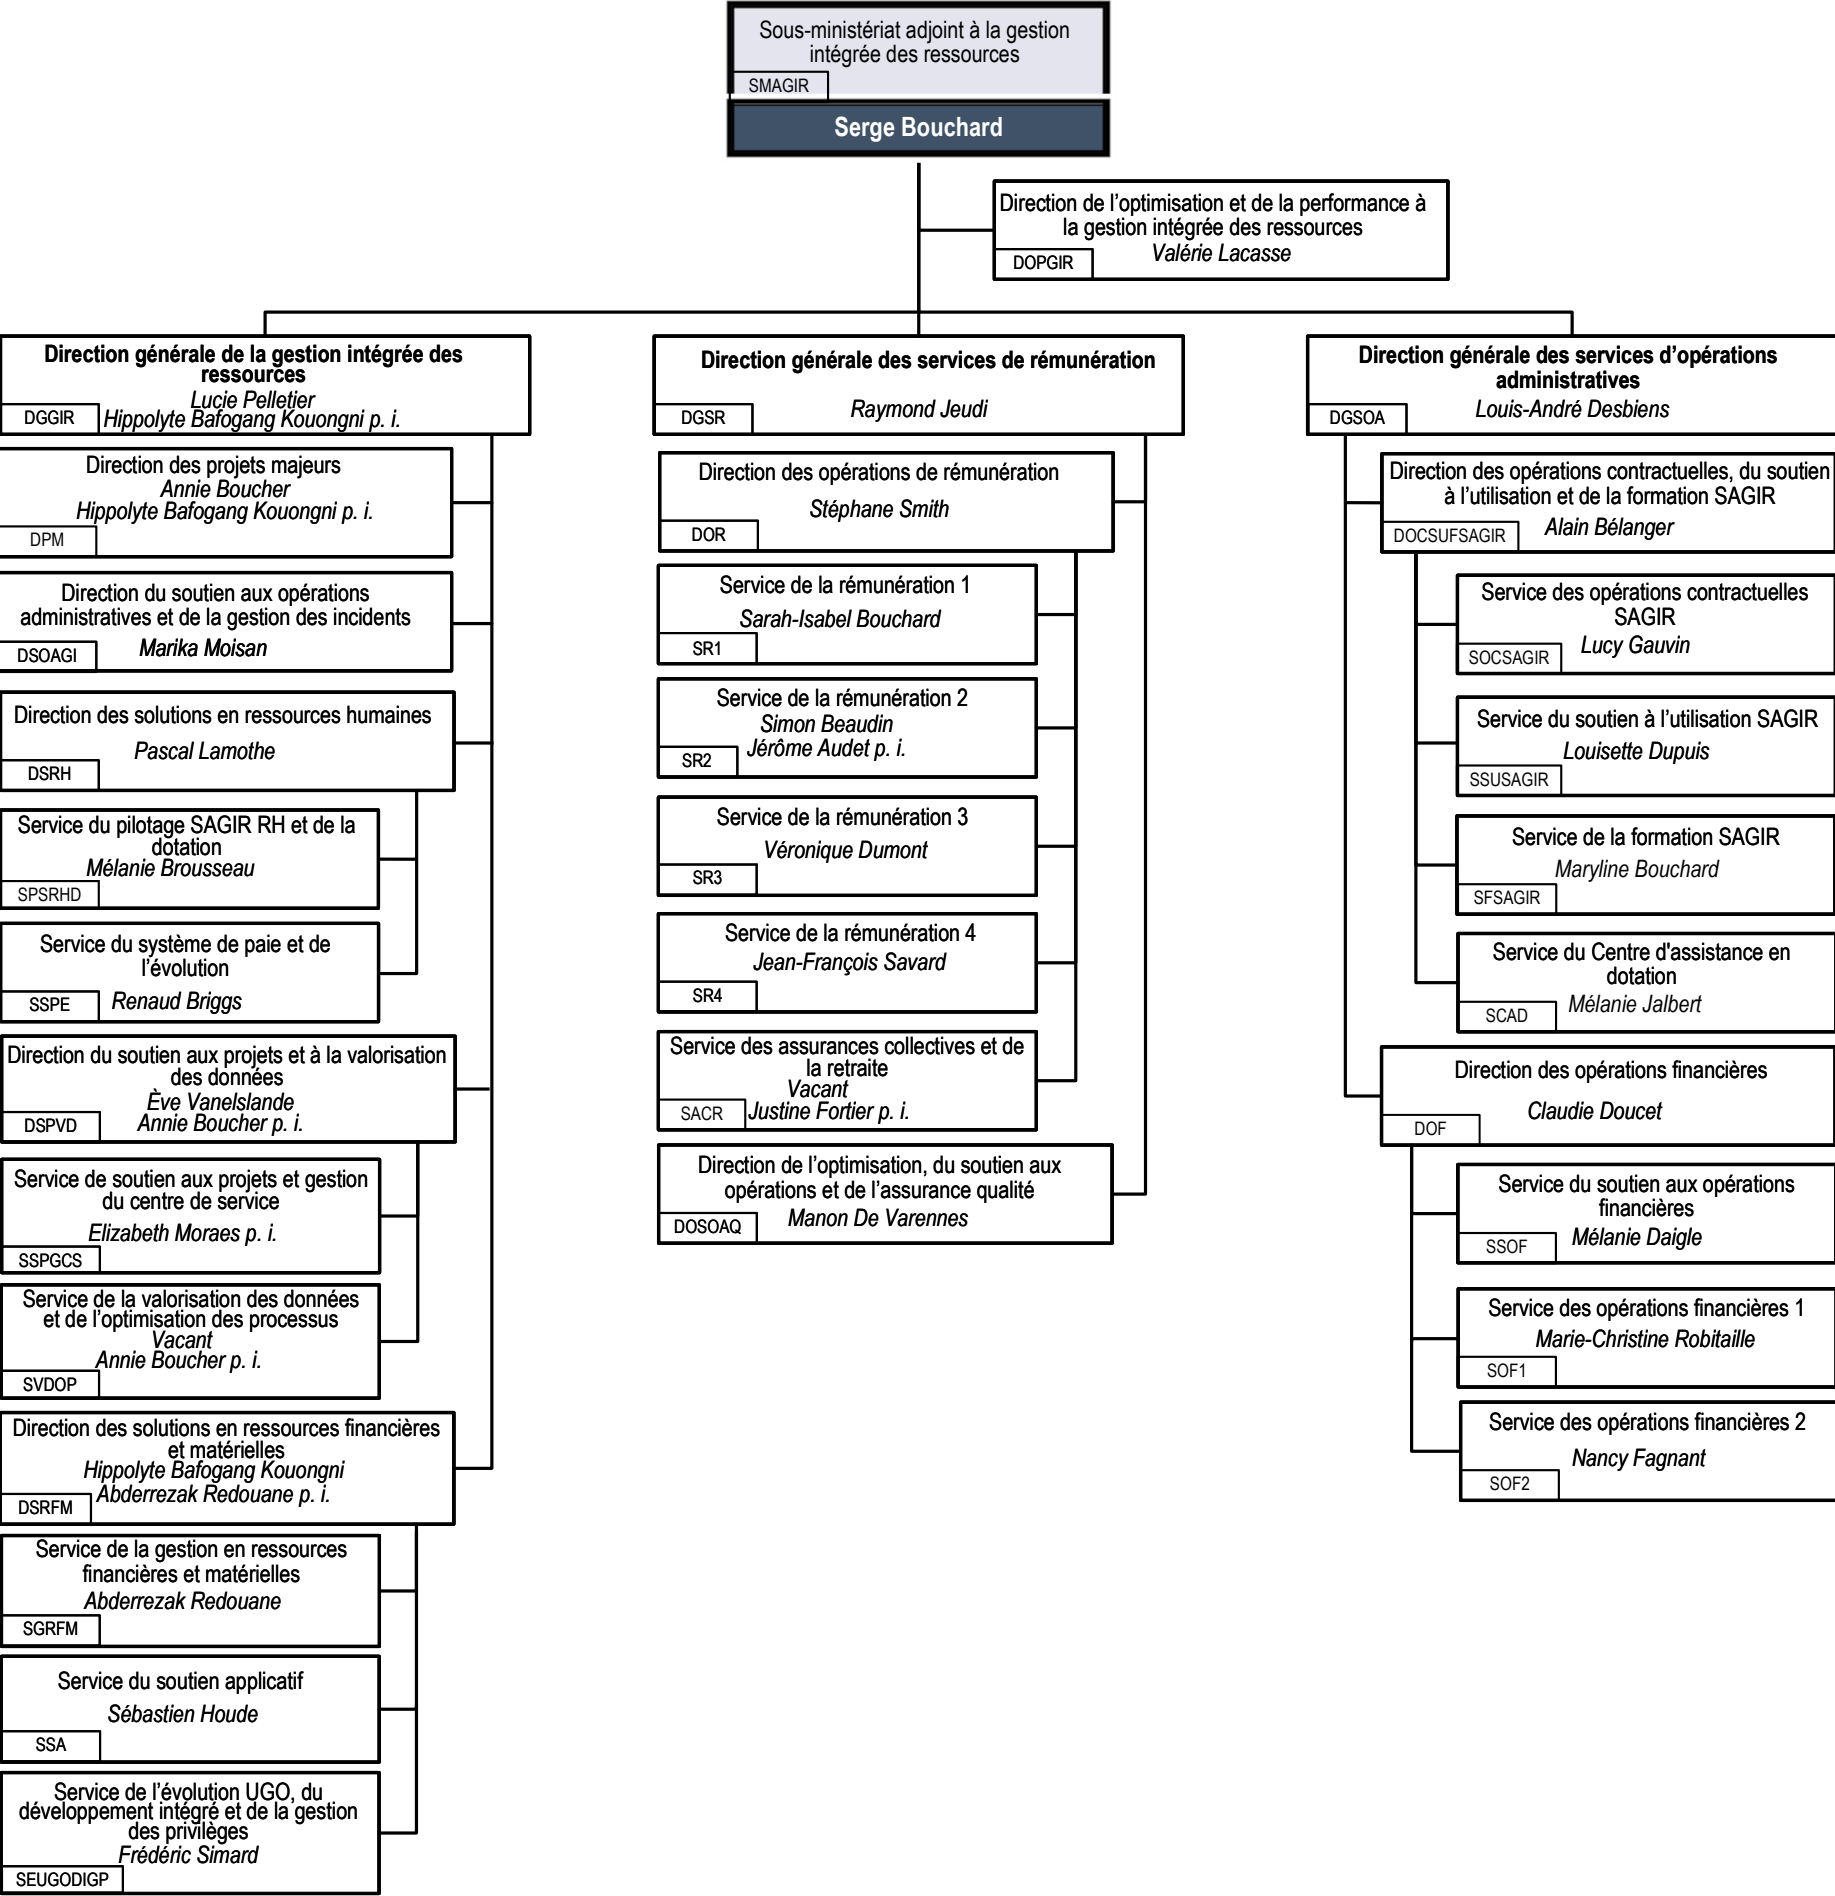 Sous-ministériat adjoint à la gestion
intégrée des ressources
SMAGIR
Serge Bouchard
Direction de l’optimisation et de la performance à
la gestion intégrée des ressources
Valérie Lacasse
DOPGIR
Direction générale de la gestion intégrée des
ressources
Lucie Pelletier
Hippolyte Bafogang Kouongni p. i.
DGGIR
Direction des projets majeurs
Annie Boucher
Hippolyte Bafogang Kouongni p. i.
DPM
Direction du soutien aux opérations
administratives et de la gestion des incidents
Marika Moisan
DSOAGI
Direction des solutions en ressources humaines
Pascal Lamothe
DSRH
Service du pilotage SAGIR RH et de la
dotation
Mélanie Brousseau
SPSRHD
Service du système de paie et de
l’évolution
Renaud Briggs
SSPE
Direction du soutien aux projets et à la valorisation
des données
Ève Vanelslande
Annie Boucher p. i.
DSPVD
Service de soutien aux projets et gestion
du centre de service
Elizabeth Moraes p. i.
SSPGCS
Service de la valorisation des données
et de l’optimisation des processus
Vacant
Annie Boucher p. i.
SVDOP
Direction des solutions en ressources financières
et matérielles
Hippolyte Bafogang Kouongni
Abderrezak Redouane p. i.
DSRFM
Service de la gestion en ressources
financières et matérielles
Abderrezak Redouane
SGRFM
Service du soutien applicatif
Sébastien Houde
SSA
Service de l’évolution UGO, du
développement intégré et de la gestion
des privilèges
Frédéric Simard
SEUGODIGP
Direction générale des services de rémunération
Raymond Jeudi
DGSR
Direction des opérations de rémunération
Stéphane Smith
DOR
Service de la rémunération 1
Sarah-Isabel Bouchard
SR1
Service de la rémunération 2
Simon Beaudin
Jérôme Audet p. i.
SR2
Service de la rémunération 3
Véronique Dumont
SR3
Service de la rémunération 4
Jean-François Savard
SR4
Service des assurances collectives et de
la retraite
Vacant
Justine Fortier p. i.
SACR
Direction de l’optimisation, du soutien aux
opérations et de l’assurance qualité
Manon De Varennes
DOSOAQ
Direction générale des services d’opérations
administratives
Louis-André Desbiens
DGSOA
Direction des opérations contractuelles, du soutien
à l’utilisation et de la formation SAGIR
Alain Bélanger
DOCSUFSAGIR
Service des opérations contractuelles
SAGIR
Lucy Gauvin
SOCSAGIR
Service du soutien à l’utilisation SAGIR
Louisette Dupuis
SSUSAGIR
Service de la formation SAGIR
Maryline Bouchard
SFSAGIR
Service du Centre d'assistance en
dotation
Mélanie Jalbert
SCAD
Direction des opérations financières
Claudie Doucet
DOF
Service du soutien aux opérations
financières
Mélanie Daigle
SSOF
Service des opérations financières 1
Marie-Christine Robitaille
SOF1
Service des opérations financières 2
Nancy Fagnant
SOF2